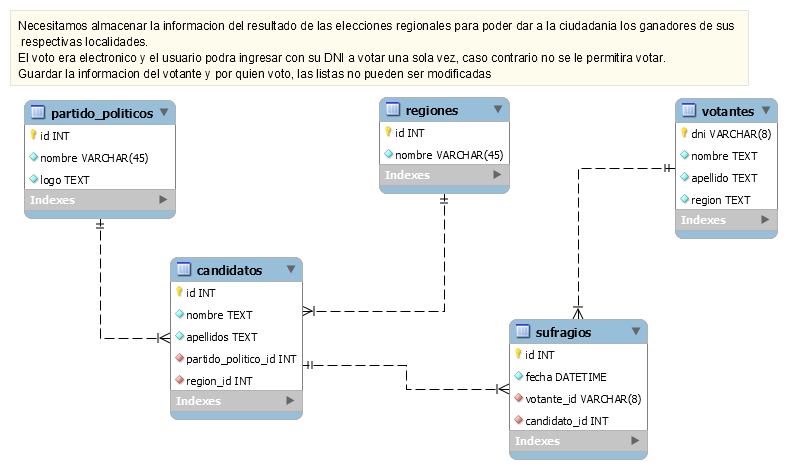 Necesitamos almacenar la informacion del resultado de las elecciones regionales para poder dar a la ciudadania los ganadores de sus
respectivas localidades.
El voto era electronico y el usuario podra ingresar con su DNI a votar una sola vez, caso contrario no se le permitira votar.
Guardar la informacion del votante y por quien voto, las listas no pueden ser modificadas
partido_politicos
id INT
nombre VARCHAR(45)
logo TEXT
Indexes
regiones
id INT
nombre VARCHAR(45)
Indexes
votantes
dni VARCHAR(8)
nombre TEXT
apellido TEXT
region TEXT
Indexes
candidatos
id INT
nombre TEXT
apellidos TEXT
partido_politico_id INT
region_id INT
Indexes
sufragios
id INT
fecha DATETIME
votante_id VARCHAR(8)
candidato_id INT
Indexes